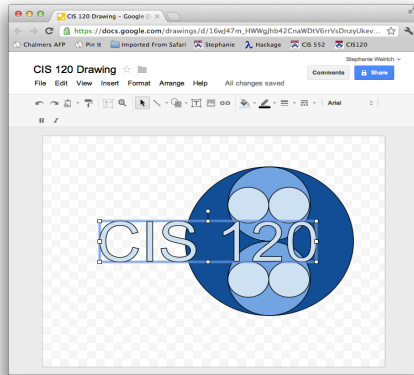 CIS 120 Drawing – Google Dr
https://docs.google.com/drawings/d/16wJ47m_HWWgJhb42CnaWDtV6rrVsDnzyUkev...
Chalmers AFP Pin It Imported From Safari Stephanie Hackage CIS 552 CIS120
Stephanie Weirich
CIS 120 Drawing
Comments Share
File Edit View Insert Format Arrange Help All changes saved
Arial
B I
CIS 120